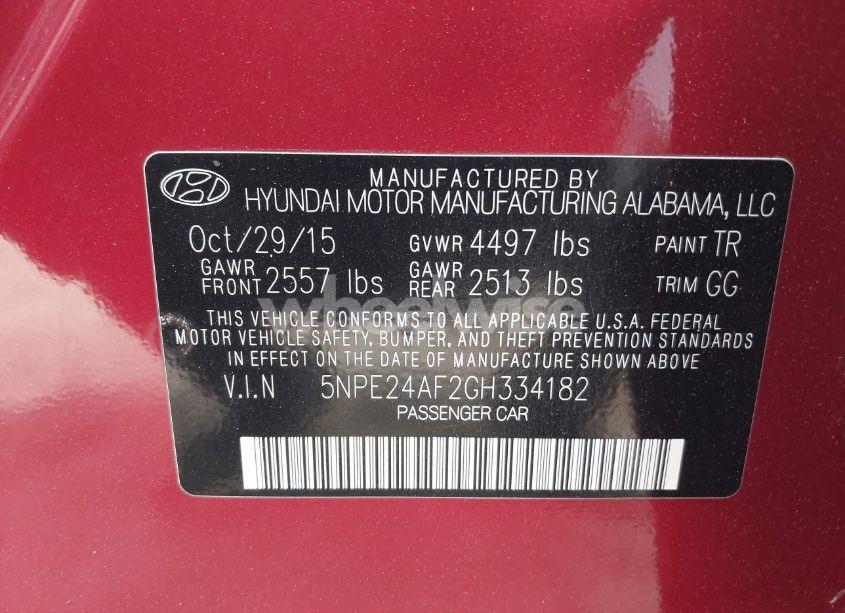 MANUFACTURED BY
HYUNDAI MOTOR MANUFACTURING ALABAMA, LLC
Oct/29/15 GVWR 4497 lbs PAINT TR
GAWR FRONT 2557 lbs GAWR REAR 2513 lbs TRIM GG
wheelwise
THIS VEHICLE CONFORMS TO ALL APPLICABLE U.S.A. FEDERAL
MOTOR VEHICLE SAFETY, BUMPER, AND THEFT PREVENTION STANDARDS
IN EFFECT ON THE DATE OF MANUFACTURE SHOWN ABOVE
V.I.N 5NPE24AF2GH334182
PASSENGER CAR